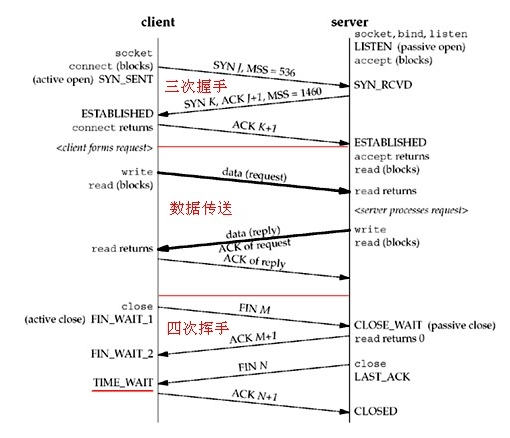 client
server
socket, bind, listen
LISTEN (passive open)
accept (blocks)
socket
connect (blocks)
(active open) SYN_SENT
SYN J, MSS = 536
SYN_RCVD
三次握手
SYN K, ACK J+1, MSS = 1460
ESTABLISHED
connect returns
ACK K+1
<client forms request>
ESTABLISHED
accept returns
read (blocks)
write
read (blocks)
data (request)
read returns
数据传送
<server processes request>
write
read (blocks)
data (reply)
ACK of request
read returns
ACK of reply
close
(active close) FIN_WAIT_1
FIN M
四次挥手
CLOSE_WAIT (passive close)
read returns 0
ACK M+1
FIN_WAIT_2
close
LAST_ACK
FIN N
TIME_WAIT
ACK N+1
CLOSED